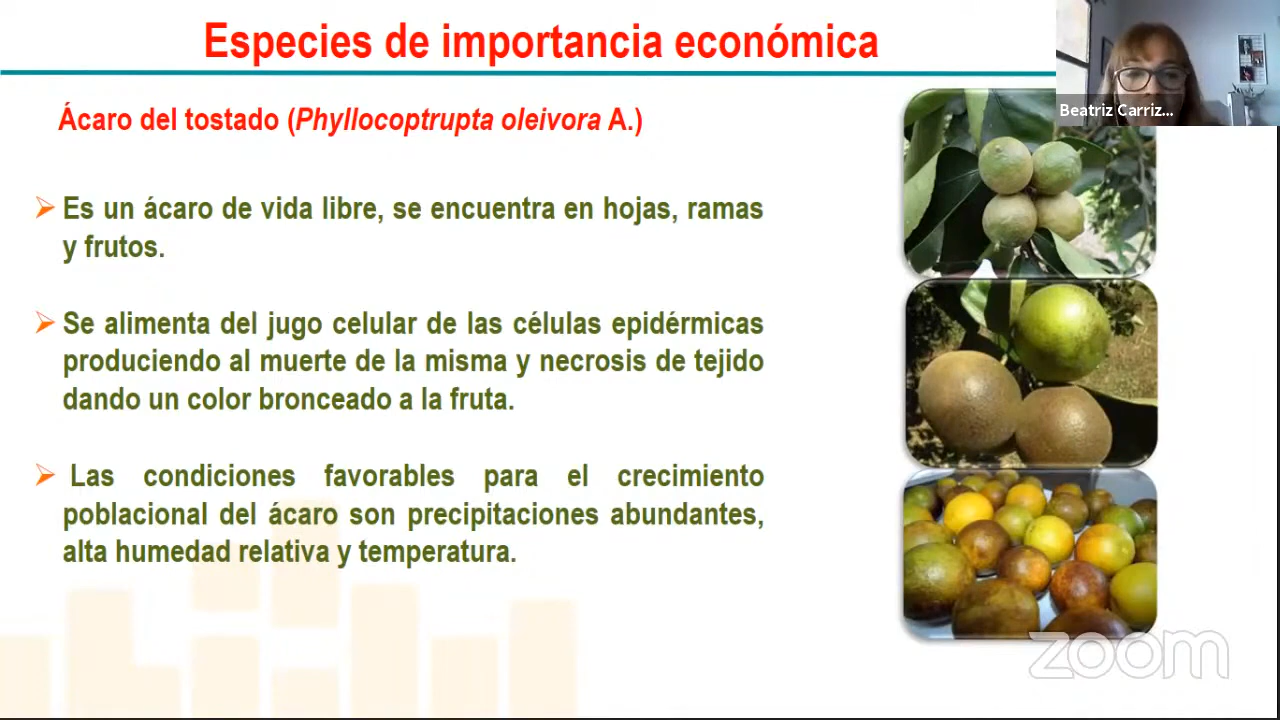 Especies de importancia económica
Beatriz Carriz...
Ácaro del tostado (Phyllocoptrupta oleivora A.)
Es un ácaro de vida libre, se encuentra en hojas, ramas
y frutos.
Se alimenta del jugo celular de las células epidérmicas
produciendo al muerte de la misma y necrosis de tejido
dando un color bronceado a la fruta.
Las condiciones favorables para el crecimiento
poblacional del ácaro son precipitaciones abundantes,
alta humedad relativa y temperatura.
zoom